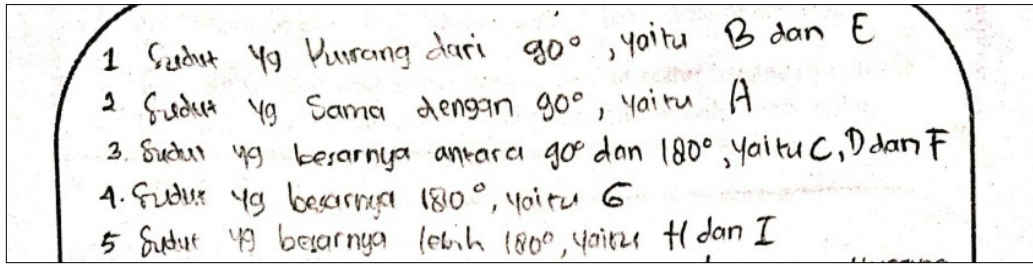 1 Sudut yg kurang dari 90°, yaitu B dan E
2. Sudut yg Sama dengan 90°, yaitu A
3. Sudut yg besarnya antara 90° dan 180°, yaitu C, D dan F
4. Sudut yg besarnya 180°, yaitu G
5 Sudut yg besarnya lebih 180°, yaitu H dan I